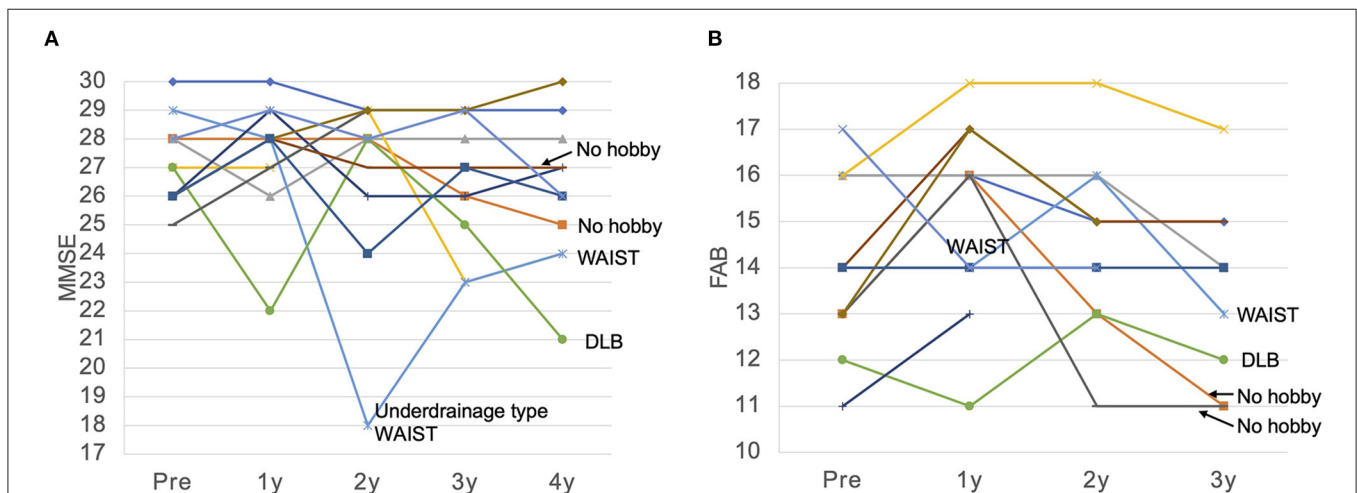 A
MMSE
30
29
28
27
26
25
24
23
22
21
20
19
18
17
No hobby
No hobby
WAIST
DLB
Underdrainage type
WAIST
Pre 1y 2y 3y 4y
B
FAB
18
17
16
15
14
13
12
11
10
WAIST
WAIST
DLB
No hobby
No hobby
Pre 1y 2y 3y